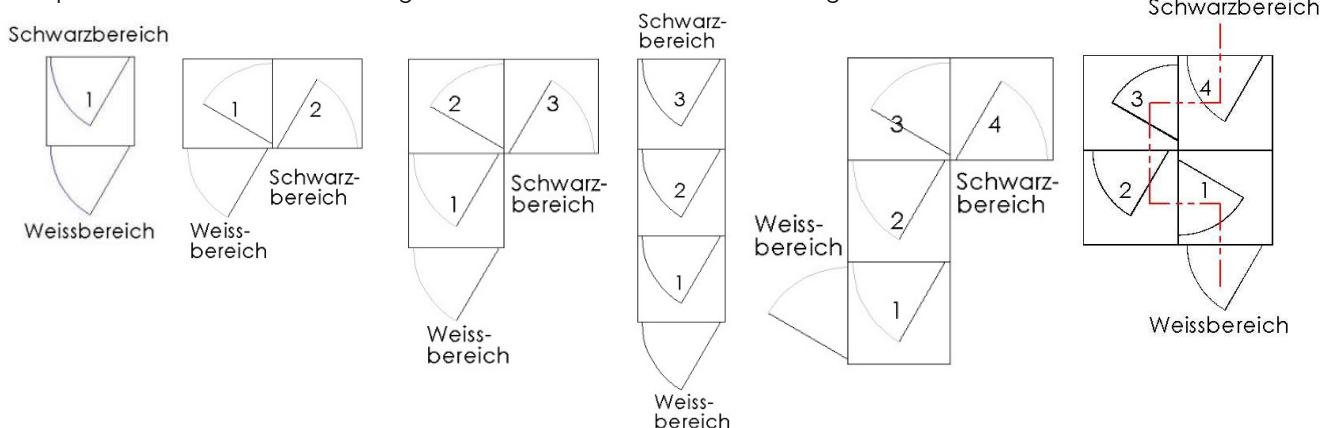 Schwarzbereich
1
Weissbereich
1
2
Schwarz-
bereich
Weiss-
bereich
2
3
1
Schwarz-
bereich
Weiss-
bereich
Schwarz-
bereich
3
2
1
Weiss-
bereich
3
4
Schwarz-
bereich
2
Weiss-
bereich
1
Schwarzbereich
3
4
2
1
Weissbereich